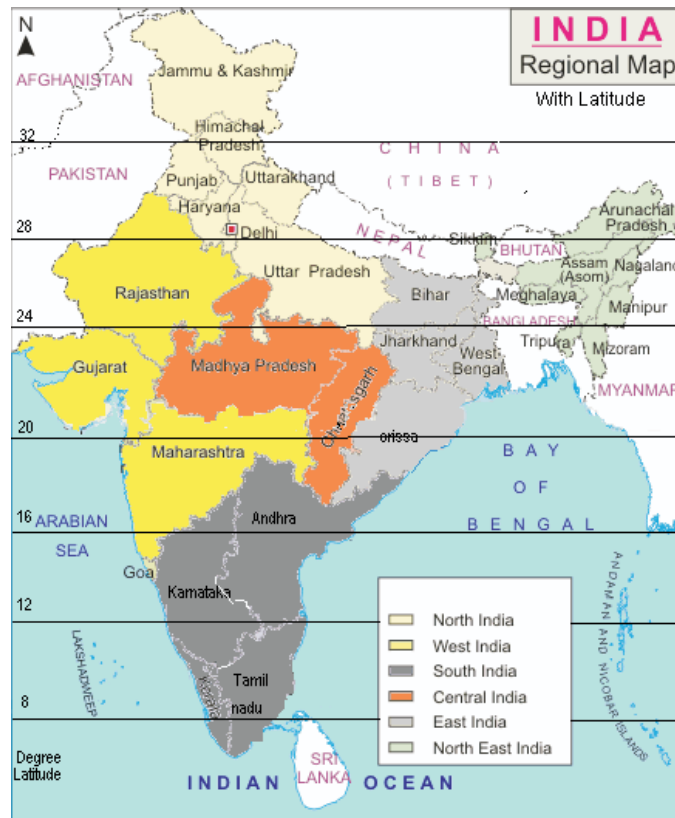 N
INDIA
Regional Map
With Latitude
AFGHANISTAN
Jammu & Kashmir
Himachal
Pradesh
32
CHINA
(TIBET)
PAKISTAN
Punjab
Uttarakhand
Haryana
Arunachal
Pradesh
28
Delhi
NEPAL
Sikkim
BHUTAN
Assam
(Asom)
Nagaland
Uttar Pradesh
Rajasthan
Bihar
Meghalaya
Manipur
24
BANGLADESH
Jharkhand
Tripura
Mizoram
Gujarat
Madhya Pradesh
West-
Bengal
MYANMAR
Chhattisgarh
20
orissa
Maharashtra
BAY
OF
BENGAL
16
ARABIAN
SEA
Andhra
Goa
Karnataka
ANDAMAN AND NICOBAR ISLANDS
12
LAKSHADWEEP
North India
West India
South India
Central India
East India
North East India
Tamil
nadu
Kerala
8
Degree
Latitude
SRI
LANKA
INDIAN OCEAN